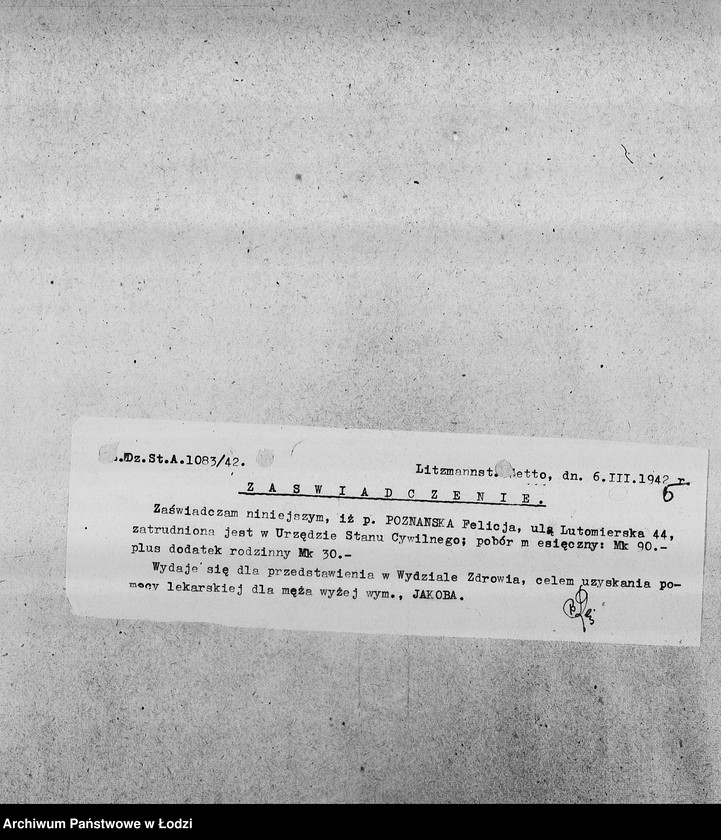 Dz.St.A.1083/42.
Litzmannst. Getto, dn. 6.III.1942 r.
6
Z A S W I A D C Z E N I E .
Zaświadczam niniejszym, iż p. POZNANSKA Felicja, ulą Lutomierska 44,
zatrudniona jest w Urzędzie Stanu Cywilnego; pobór m esięczny: Mk 90.-
plus dodatek rodzinny Mk 30.-
Wydaje się dla przedstawienia w Wydziale Zdrowia, celem uzyskania po-
mocy lekarskiej dla męża wyżej wym., JAKOBA.
Archiwum Państwowe w Łodzi